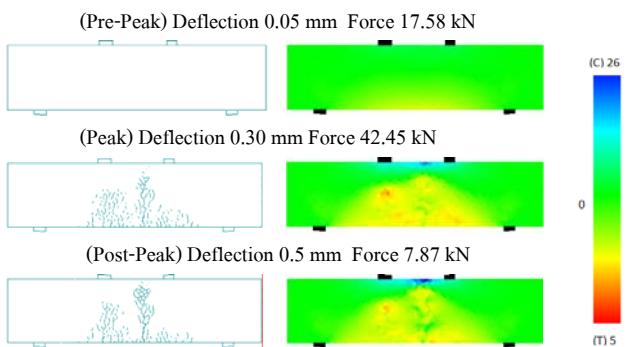 (Pre-Peak) Deflection 0.05 mm Force 17.58 kN
(C) 26
(Peak) Deflection 0.30 mm Force 42.45 kN
0
(Post-Peak) Deflection 0.5 mm Force 7.87 kN
(T) 5